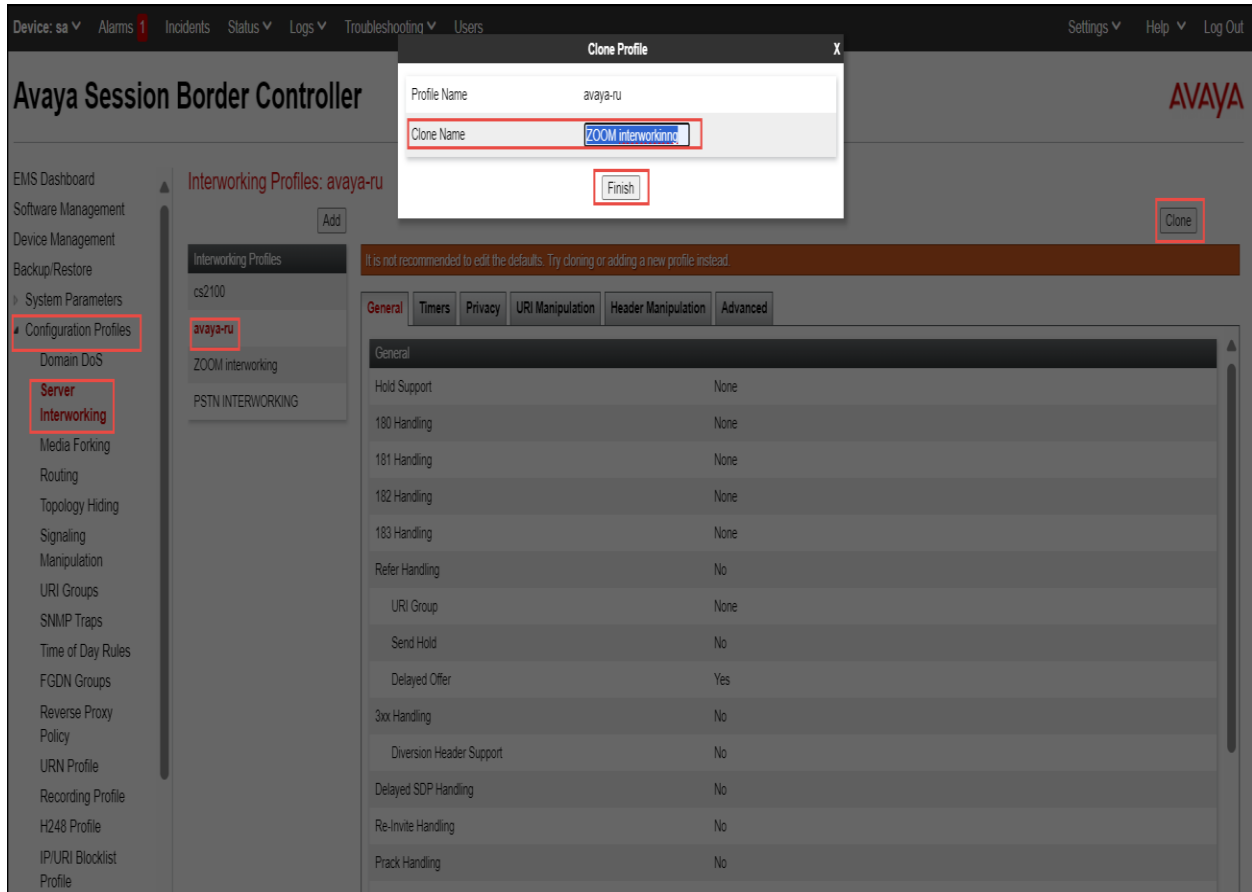 Device: sa Alarms 1 Incidents Status Logs Troubleshooting Users Settings Help Log Out
Clone Profile X
Profile Name avaya-ru
Clone Name ZOOM interworkinng
Finish
Avaya Session Border Controller
AVAYA
EMS Dashboard
Software Management
Device Management
Backup/Restore
System Parameters
Configuration Profiles
Domain DoS
Server
Interworking
Media Forking
Routing
Topology Hiding
Signaling
Manipulation
URI Groups
SNMP Traps
Time of Day Rules
FGDN Groups
Reverse Proxy
Policy
URN Profile
Recording Profile
H248 Profile
IP/URI Blocklist
Profile
Interworking Profiles: avaya-ru
Add
Clone
Interworking Profiles
cs2100
avaya-ru
ZOOM interworking
PSTN INTERWORKING
It is not recommended to edit the defaults. Try cloning or adding a new profile instead.
General Timers Privacy URI Manipulation Header Manipulation Advanced
General
Hold Support None
180 Handling None
181 Handling None
182 Handling None
183 Handling None
Refer Handling No
URI Group None
Send Hold No
Delayed Offer Yes
3xx Handling No
Diversion Header Support No
Delayed SDP Handling No
Re-Invite Handling No
Prack Handling No